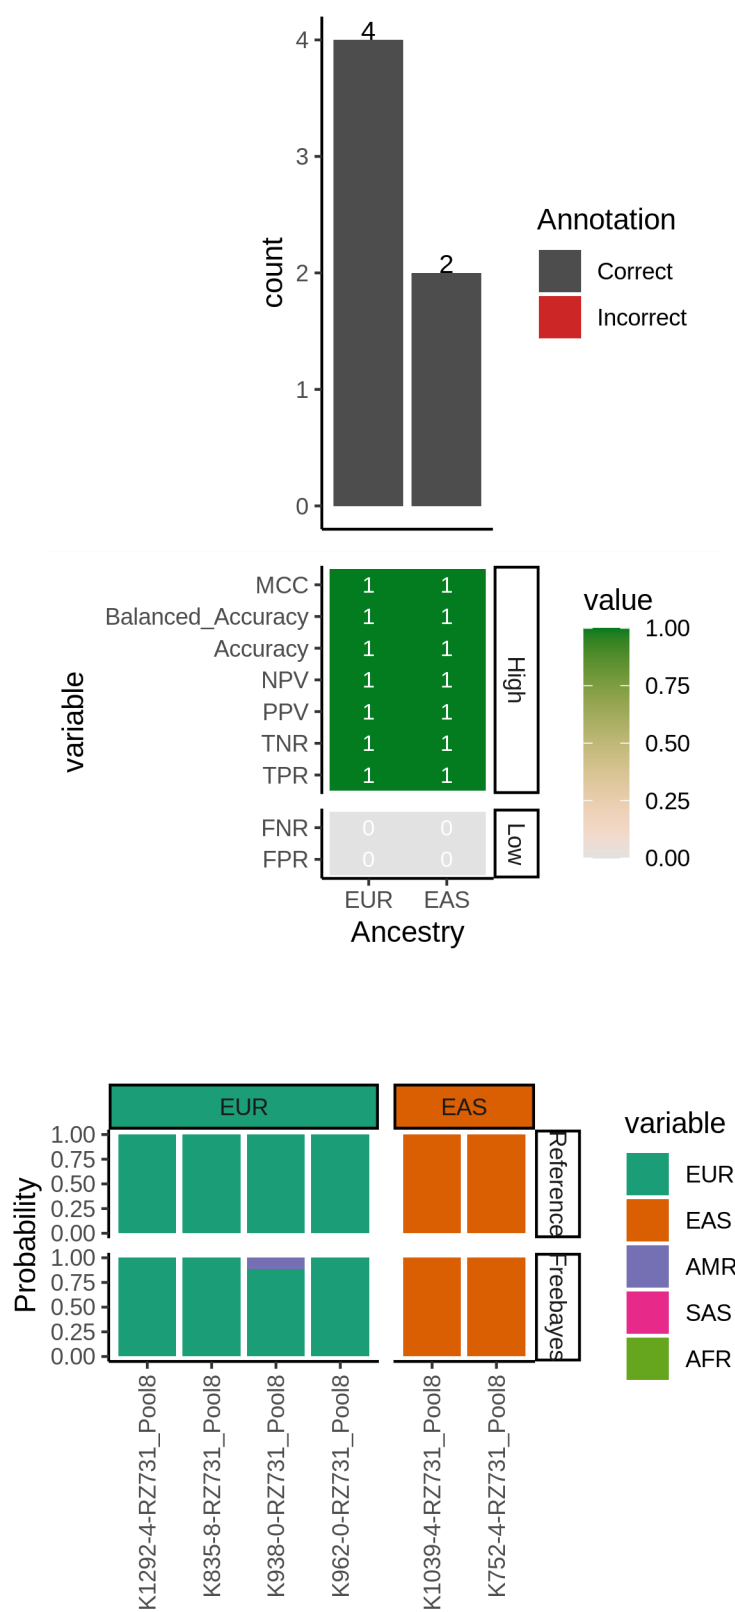 4
3
2
1
0
count
4
2
Annotation
Correct
Incorrect
variable
MCC 1 1
Balanced_Accuracy 1 1
Accuracy 1 1
NPV 1 1
PPV 1 1
TNR 1 1
TPR 1 1
High
FNR 0 0
FPR 0 0
Low
EUR EAS
Ancestry
value
1.00
0.75
0.50
0.25
0.00
EUR EAS
Probability
1.00
0.75
0.50
0.25
0.00
Reference
1.00
0.75
0.50
0.25
0.00
Freebayes
K1292-4-RZ731_Pool8
K835-8-RZ731_Pool8
K938-0-RZ731_Pool8
K962-0-RZ731_Pool8
K1039-4-RZ731_Pool8
K752-4-RZ731_Pool8
variable
EUR
EAS
AMR
SAS
AFR